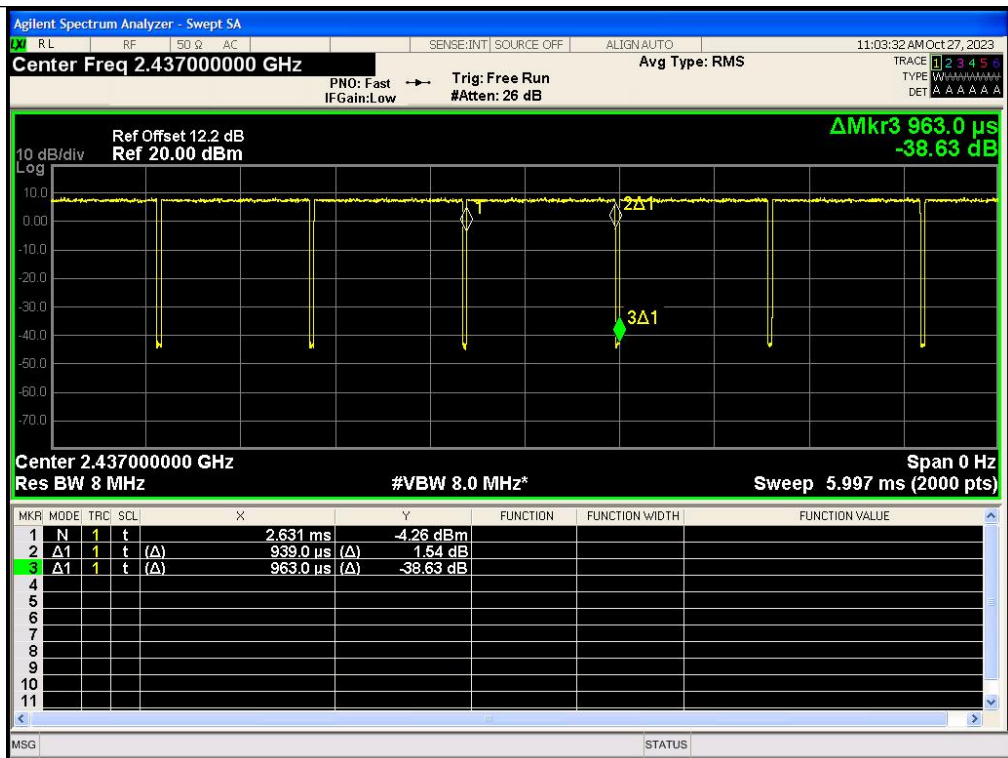 Agilent Spectrum Analyzer - Swept SA
LXI RL RF 50 Ω AC SENSE:INT SOURCE OFF ALIGN AUTO 11:03:32 AM Oct 27, 2023
Center Freq 2.437000000 GHz Avg Type: RMS TRACE 1 2 3 4 5 6
PNO: Fast Trig: Free Run TYPE W
IFGain:Low #Atten: 26 dB DET A A A A A A
ΔMkr3 963.0 µs
Ref Offset 12.2 dB
10 dB/div Ref 20.00 dBm -38.63 dB
Log
10.0
1 2Δ1
0.00
-10.0
-20.0
-30.0
3Δ1
-40.0
-50.0
-60.0
-70.0
Center 2.437000000 GHz Span 0 Hz
Res BW 8 MHz #VBW 8.0 MHz* Sweep 5.997 ms (2000 pts)
MKR MODE TRC SCL X Y FUNCTION FUNCTION WIDTH FUNCTION VALUE
1 N 1 t 2.631 ms -4.26 dBm
2 Δ1 1 t (Δ) 939.0 µs (Δ) 1.54 dB
3 Δ1 1 t (Δ) 963.0 µs (Δ) -38.63 dB
4
5
6
7
8
9
10
11
MSG STATUS